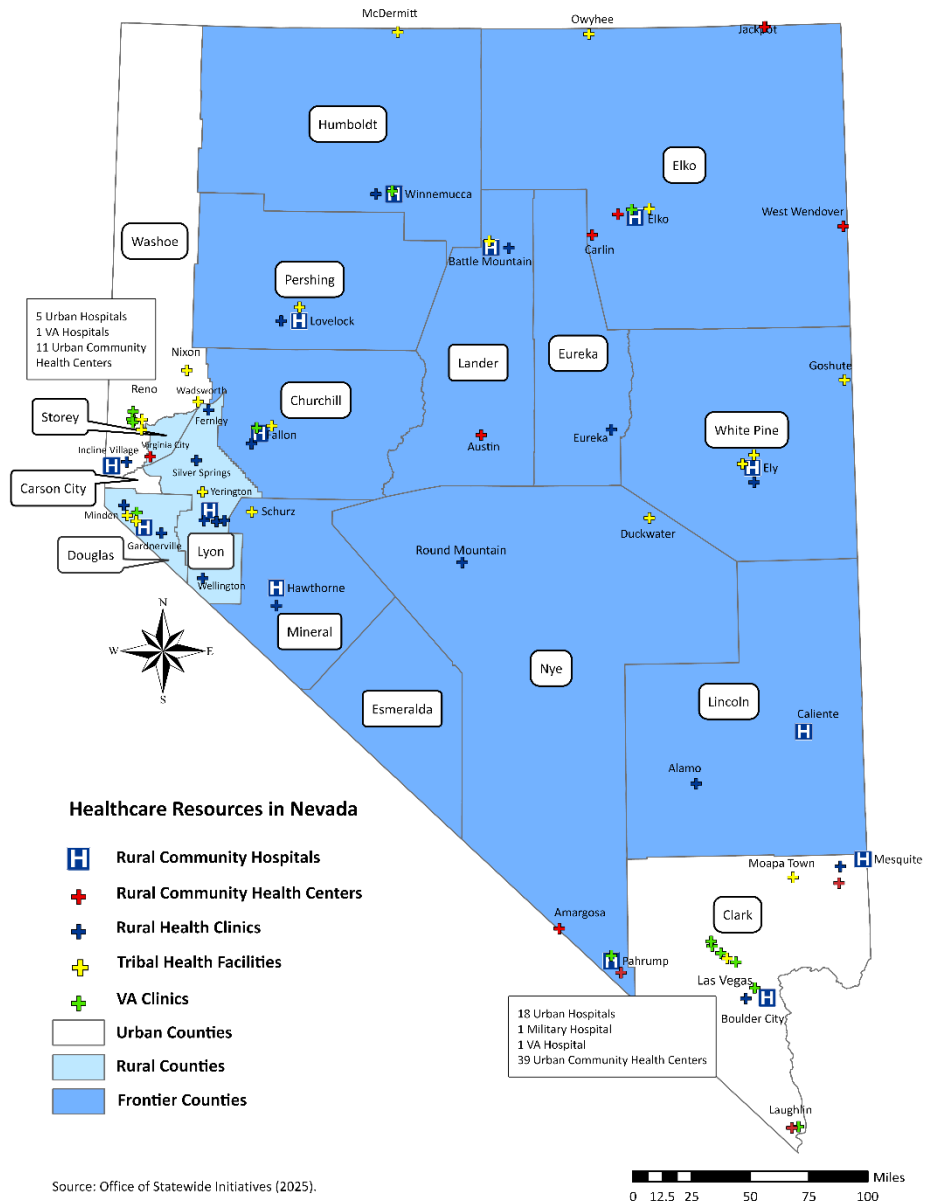 McDermitt
Owyhee
Jackpot
Humboldt
Elko
Winnemucca
Elko
West Wendover
Washoe
Carlin
Battle Mountain
Pershing
Lovelock
5 Urban Hospitals
1 VA Hospitals
11 Urban Community
Health Centers
Nixon
Lander
Eureka
Goshute
Reno
Wadsworth
Churchill
Storey
Fernley
Fallon
Virginia City
Austin
Eureka
White Pine
Incline Village
Silver Springs
Ely
Carson City
Yerington
Minden
Schurz
Duckwater
Gardnerville
Douglas
Lyon
Round Mountain
Wellington
Hawthorne
N
W
E
S
Mineral
Nye
Esmeralda
Lincoln
Caliente
Alamo
Healthcare Resources in Nevada
H Rural Community Hospitals
Rural Community Health Centers
Rural Health Clinics
Tribal Health Facilities
VA Clinics
Urban Counties
Rural Counties
Frontier Counties
Moapa Town
Mesquite
Amargosa
Clark
Pahrump
Las Vegas
Boulder City
18 Urban Hospitals
1 Military Hospital
1 VA Hospital
39 Urban Community Health Centers
Laughlin
Miles
0 12.5 25 50 75 100
Source: Office of Statewide Initiatives (2025).